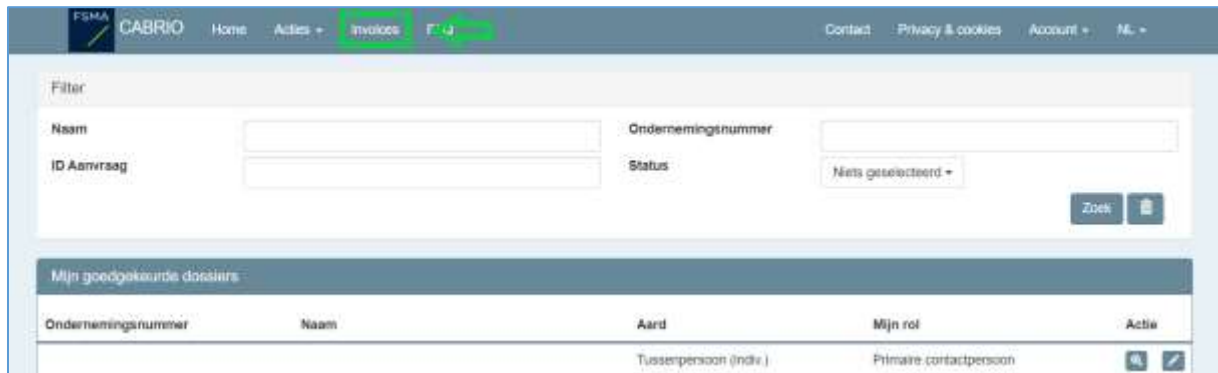 FSMA CABRIO Home Acties Invoices Contact Privacy & cookies Account NL
Filter
Naam Ondernemingsnummer
ID Aanvraag Status Niets geselecteerd
Zoek
Mijn goedgekeurde dossiers
Ondernemingsnummer Naam Aard Mijn rol Actie
Tussenpersoon (Indiv.) Primaire contactpersoon